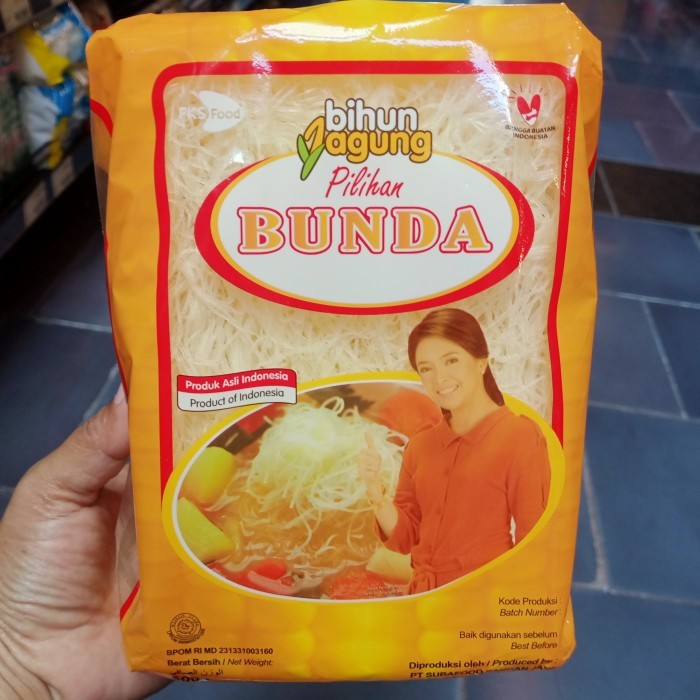 FKS Food
bihun
jagung
Pilihan
BUNDA
BANGGA BUATAN
INDONESIA
Produk Asli Indonesia
Product of Indonesia
Kode Produksi :
Batch Number
Baik digunakan sebelum
Best Before
BPOM RI MD 231331003160
Berat Bersih / Net Weight:
Diproduksi oleh / Produced by
PT SUBAFOOD